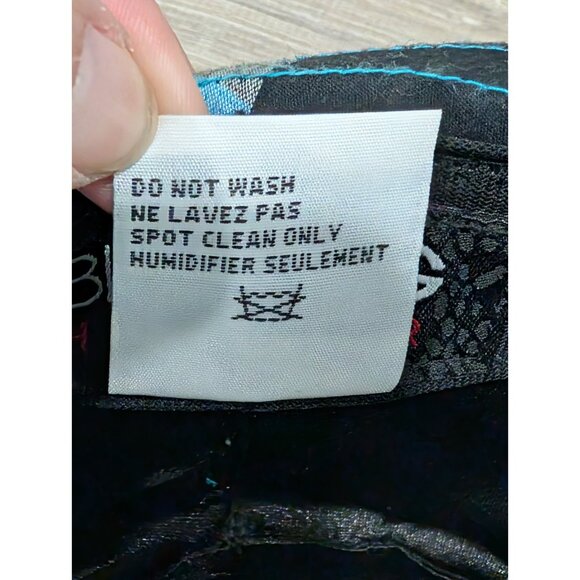 DO NOT WASH
NE LAVEZ PAS
SPOT CLEAN ONLY
HUMIDIFIER SEULEMENT